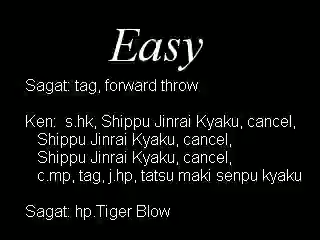 Easy
Sagat: tag, forward throw
Ken: s.hk, Shippu Jinrai Kyaku, cancel,
Shippu Jinrai Kyaku, cancel,
Shippu Jinrai Kyaku, cancel,
c.mp, tag, j.hp, tatsu maki senpu kyaku
Sagat: hp.Tiger Blow